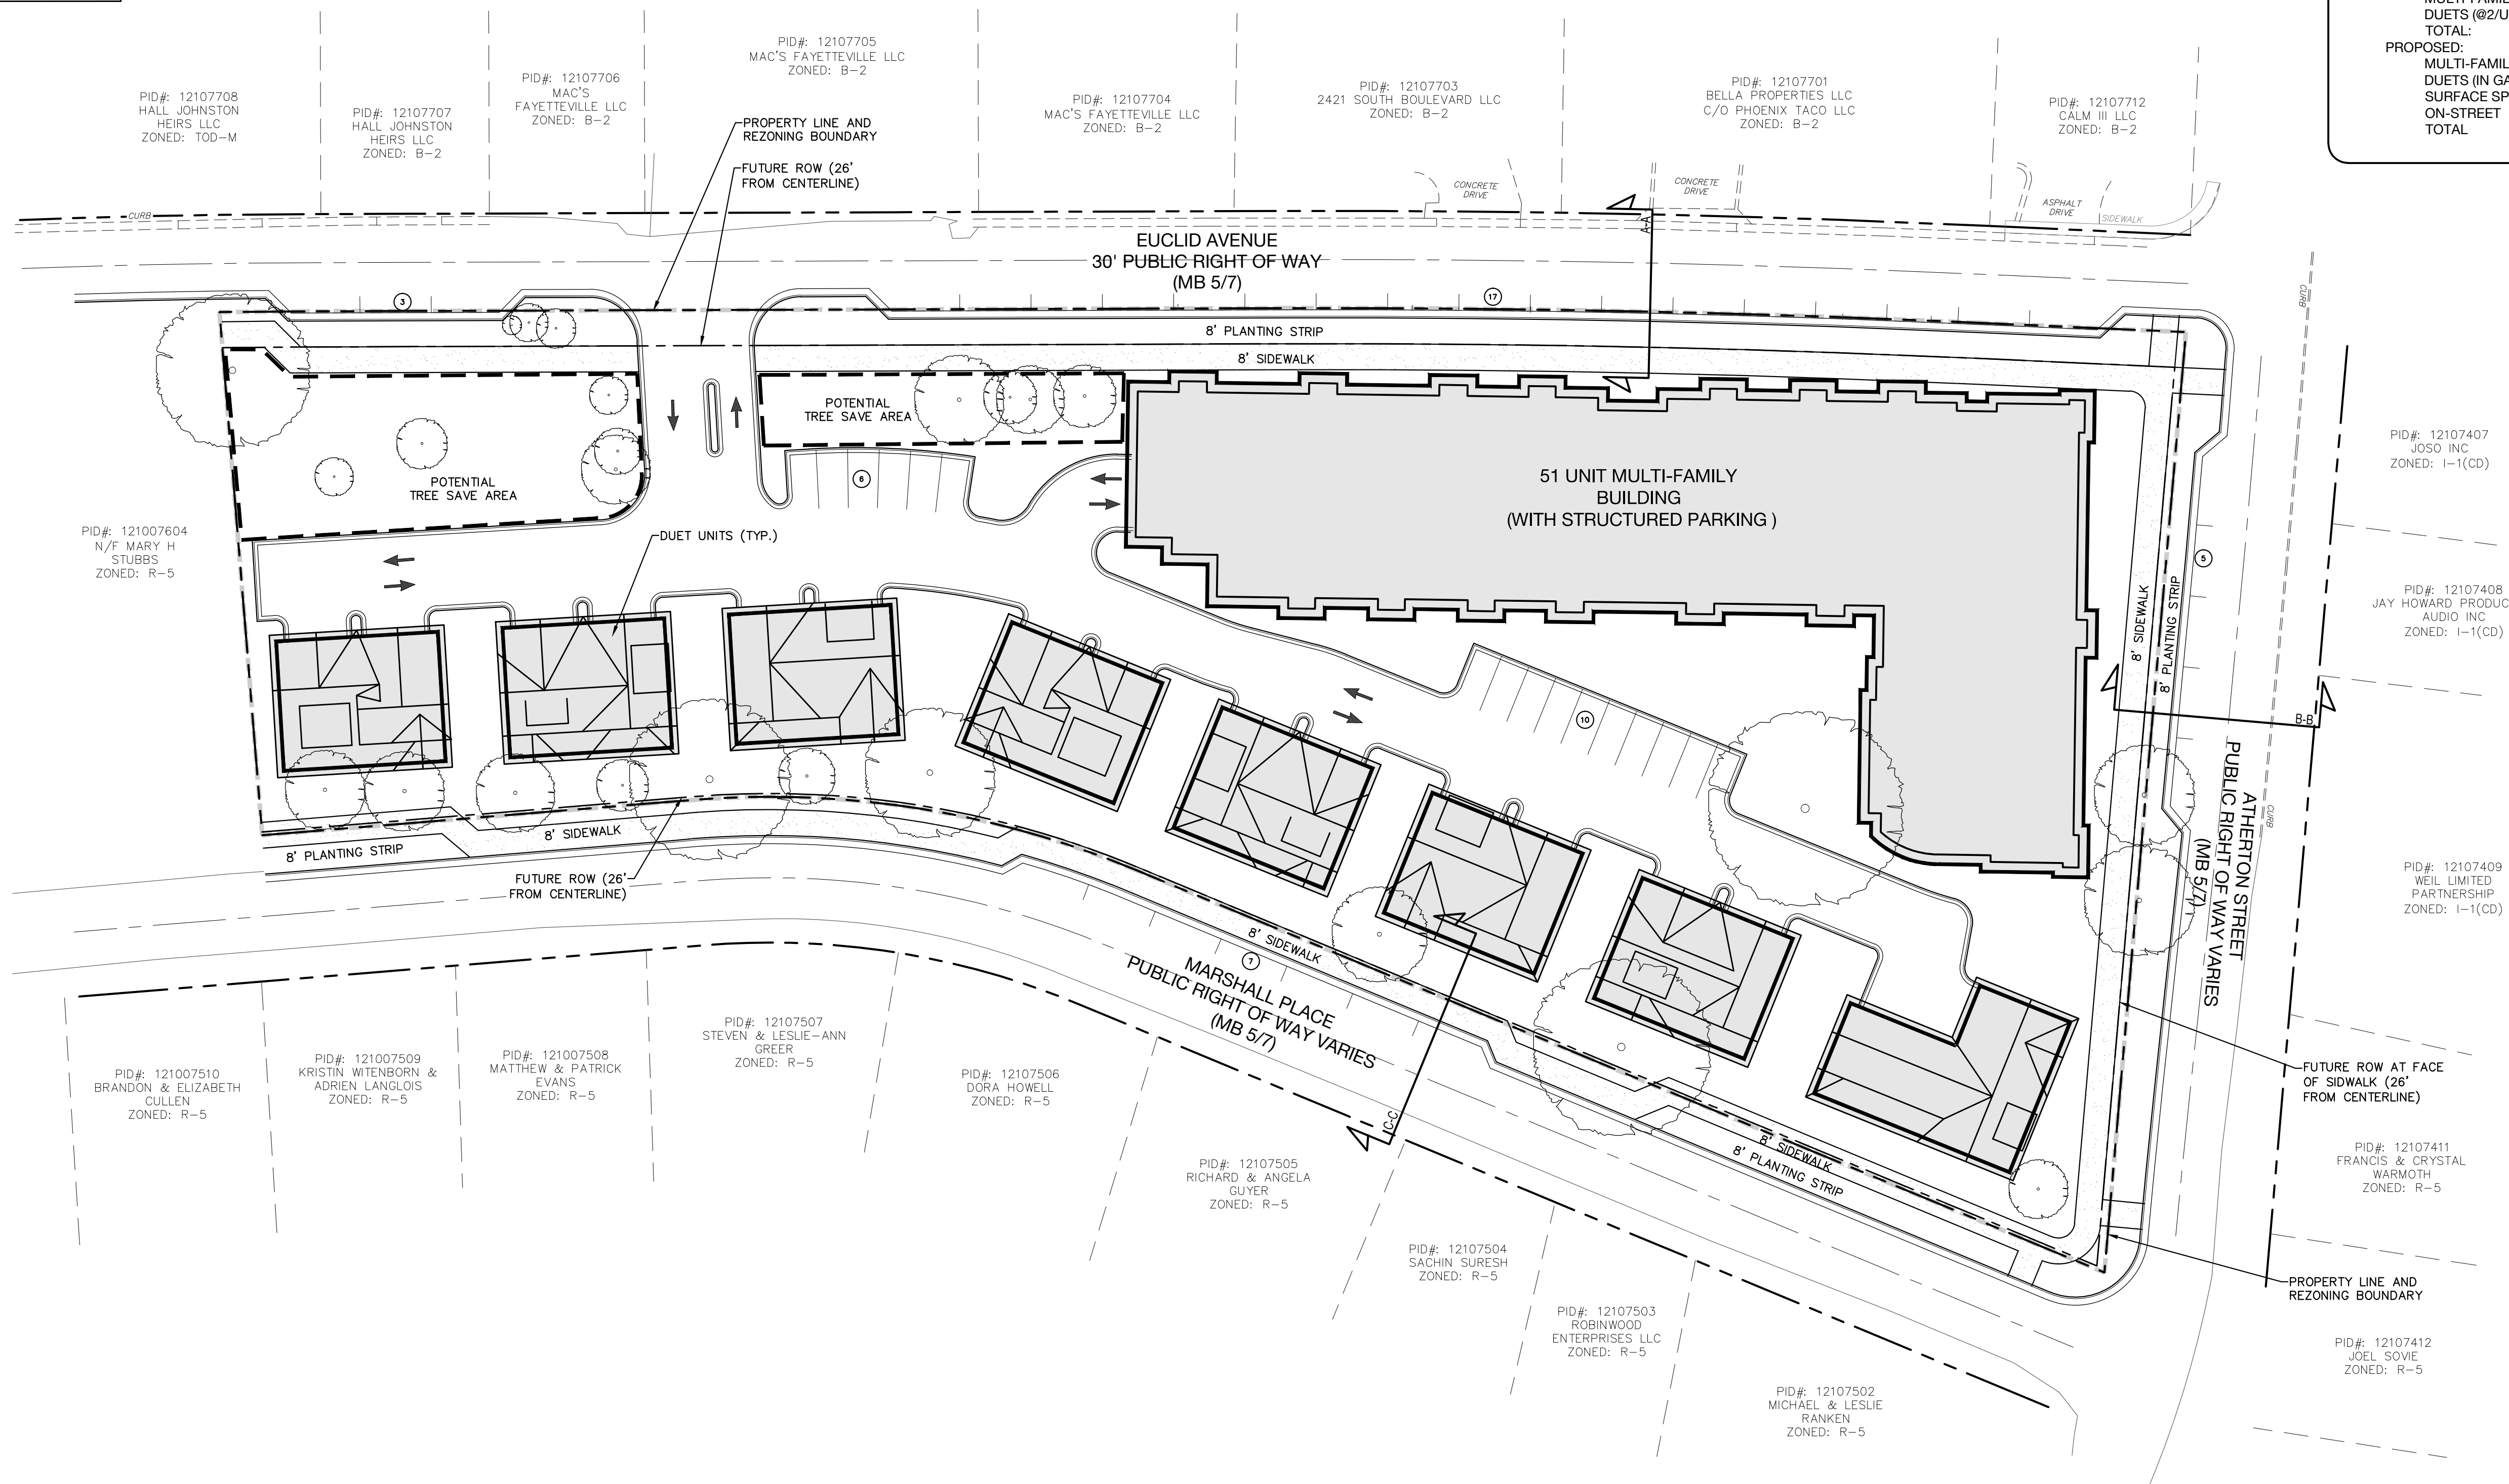 MULTI-FAMIL
DUETS (@2/U
TOTAL:
PROPOSED:
MULTI-FAMIL
DUETS (IN GA
SURFACE SP
ON-STREET
TOTAL
PID#: 12107708
HALL JOHNSTON
HEIRS LLC
ZONED: TOD-M
PID#: 12107707
HALL JOHNSTON
HEIRS LLC
ZONED: B-2
PID#: 12107706
MAC'S
FAYETTEVILLE LLC
ZONED: B-2
PID#: 12107705
MAC'S FAYETTEVILLE LLC
ZONED: B-2
PID#: 12107704
MAC'S FAYETTEVILLE LLC
ZONED: B-2
PID#: 12107703
2421 SOUTH BOULEVARD LLC
ZONED: B-2
PID#: 12107701
BELLA PROPERTIES LLC
C/O PHOENIX TACO LLC
ZONED: B-2
PID#: 12107712
CALM III LLC
ZONED: B-2
PROPERTY LINE AND
REZONING BOUNDARY
FUTURE ROW (26'
FROM CENTERLINE)
CONCRETE
DRIVE
CONCRETE
DRIVE
ASPHALT
DRIVE
SIDEWALK
CURB
A-A
EUCLID AVENUE
30' PUBLIC RIGHT OF WAY
(MB 5/7)
CURB
3
17
8' PLANTING STRIP
8' SIDEWALK
POTENTIAL
TREE SAVE AREA
POTENTIAL
TREE SAVE AREA
6
51 UNIT MULTI-FAMILY
BUILDING
(WITH STRUCTURED PARKING )
PID#: 12107407
JOSO INC
ZONED: I-1(CD)
PID#: 121007604
N/F MARY H
STUBBS
ZONED: R-5
DUET UNITS (TYP.)
5
8' SIDEWALK
8' PLANTING STRIP
PID#: 12107408
JAY HOWARD PRODUC
AUDIO INC
ZONED: I-1(CD)
10
B-B
ATHERTON STREET
PUBLIC RIGHT OF WAY VARIES
(MB 5/7)
CURB
8' SIDEWALK
8' PLANTING STRIP
FUTURE ROW (26'
FROM CENTERLINE)
PID#: 12107409
WEIL LIMITED
PARTNERSHIP
ZONED: I-1(CD)
8' SIDEWALK
7
MARSHALL PLACE
PUBLIC RIGHT OF WAY VARIES
(MB 5/7)
C-C
PID#: 121007510
BRANDON & ELIZABETH
CULLEN
ZONED: R-5
PID#: 121007509
KRISTIN WITENBORN &
ADRIEN LANGLOIS
ZONED: R-5
PID#: 121007508
MATTHEW & PATRICK
EVANS
ZONED: R-5
PID#: 12107507
STEVEN & LESLIE-ANN
GREER
ZONED: R-5
PID#: 12107506
DORA HOWELL
ZONED: R-5
FUTURE ROW AT FACE
OF SIDWALK (26'
FROM CENTERLINE)
8' SIDEWALK
8' PLANTING STRIP
PID#: 12107505
RICHARD & ANGELA
GUYER
ZONED: R-5
PID#: 12107411
FRANCIS & CRYSTAL
WARMOTH
ZONED: R-5
PID#: 12107504
SACHIN SURESH
ZONED: R-5
PROPERTY LINE AND
REZONING BOUNDARY
PID#: 12107503
ROBINWOOD
ENTERPRISES LLC
ZONED: R-5
PID#: 12107412
JOEL SOVIE
ZONED: R-5
PID#: 12107502
MICHAEL & LESLIE
RANKEN
ZONED: R-5